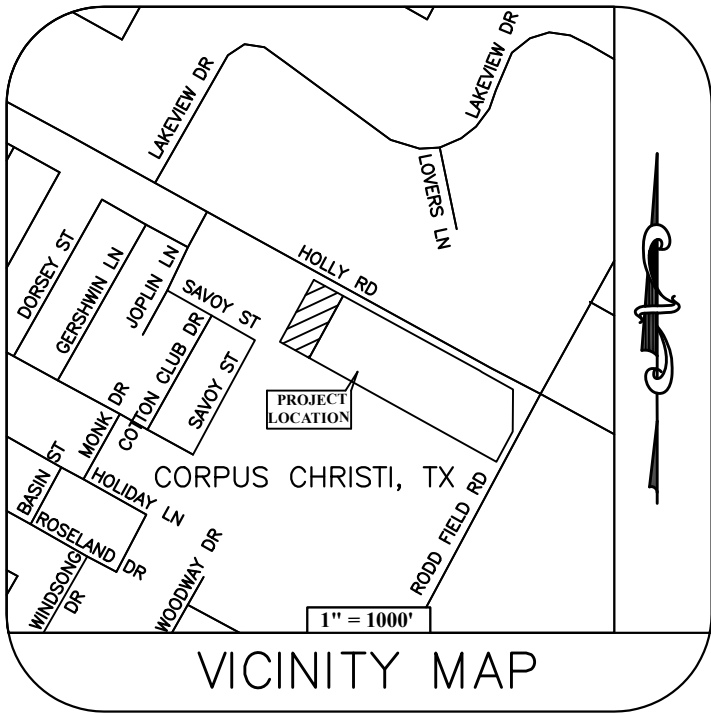 LAKEVIEW DR
LAKEVIEW DR
LOVERS LN
HOLLY RD
DORSEY ST
GERSHWIN LN
JOPLIN LN
SAVOY ST
COTTON CLUB DR
SAVOY ST
PROJECT
LOCATION
MONK DR
BASIN ST
HOLIDAY LN
CORPUS CHRISTI, TX
ROSELAND DR
WINDSONG
DR
WOODWAY DR
RODD FIELD RD
1" = 1000'
VICINITY MAP